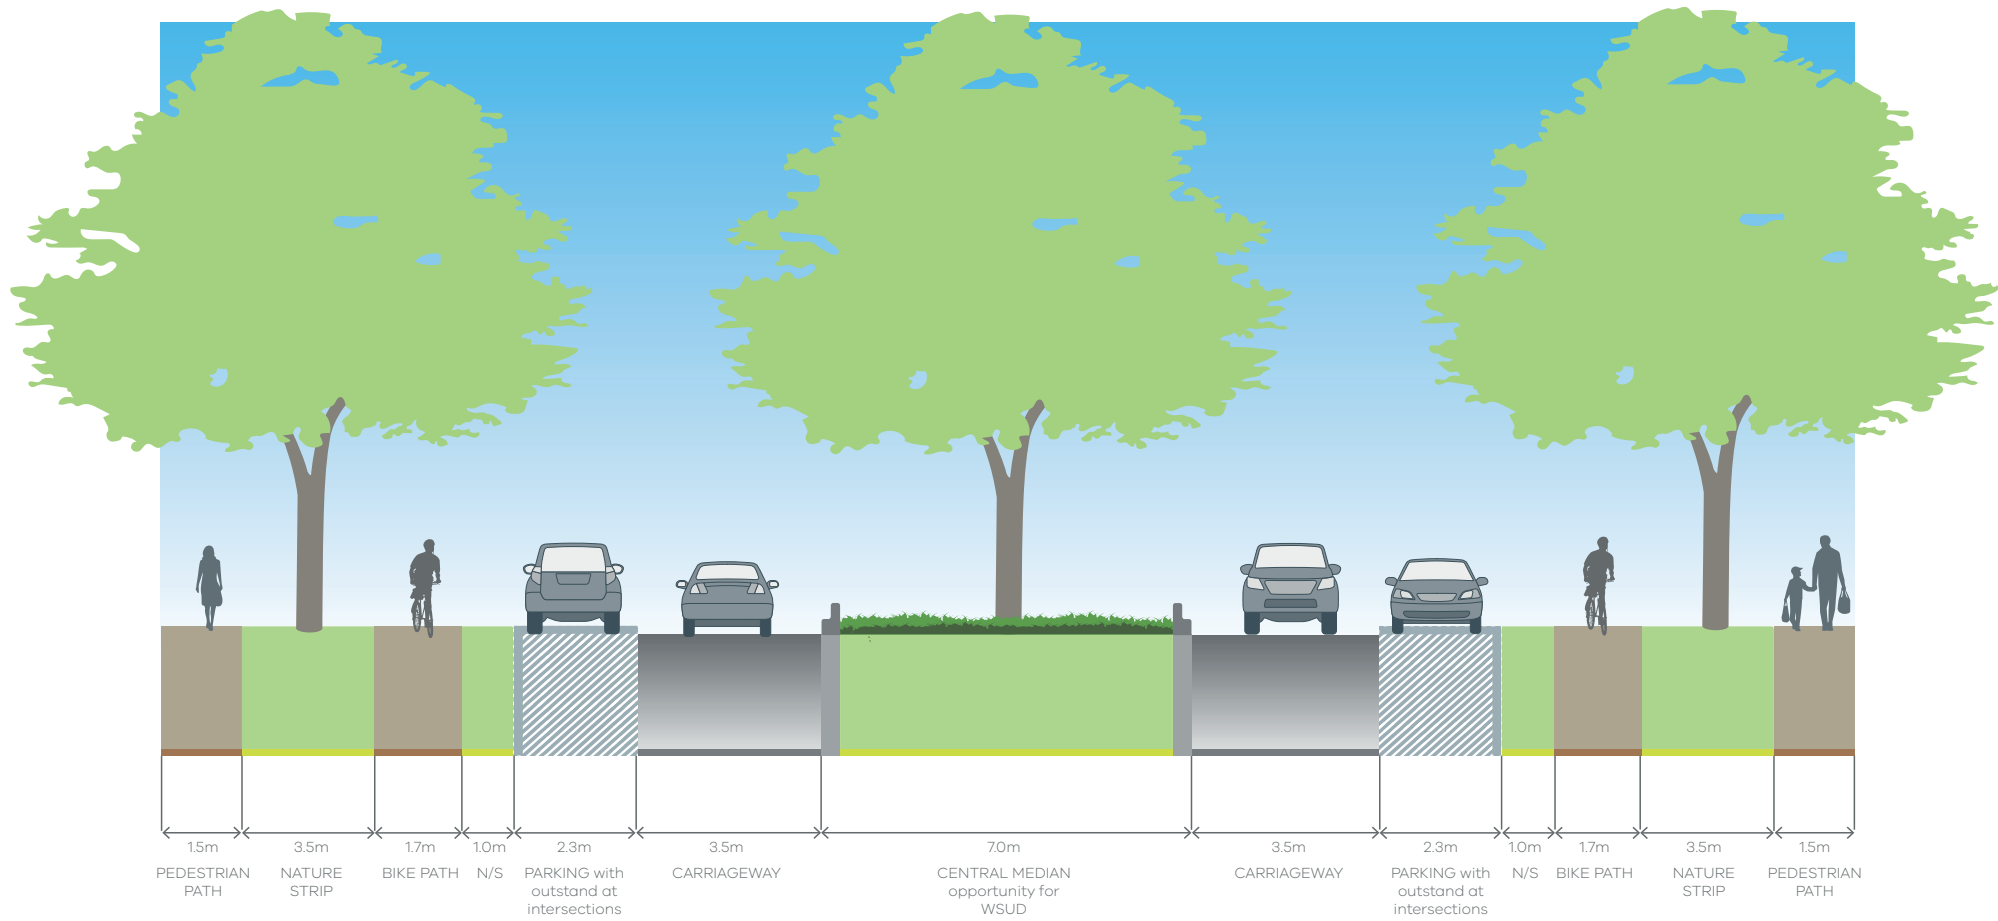 1.5m
PEDESTRIAN
PATH
3.5m
NATURE
STRIP
1.7m
BIKE PATH
1.0m
N/S
2.3m
PARKING with
outstand at
intersections
3.5m
CARRIAGEWAY
7.0m
CENTRAL MEDIAN
opportunity for
WSUD
3.5m
CARRIAGEWAY
2.3m
PARKING with
outstand at
intersections
1.0m
N/S
1.7m
BIKE PATH
3.5m
NATURE
STRIP
1.5m
PEDESTRIAN
PATH